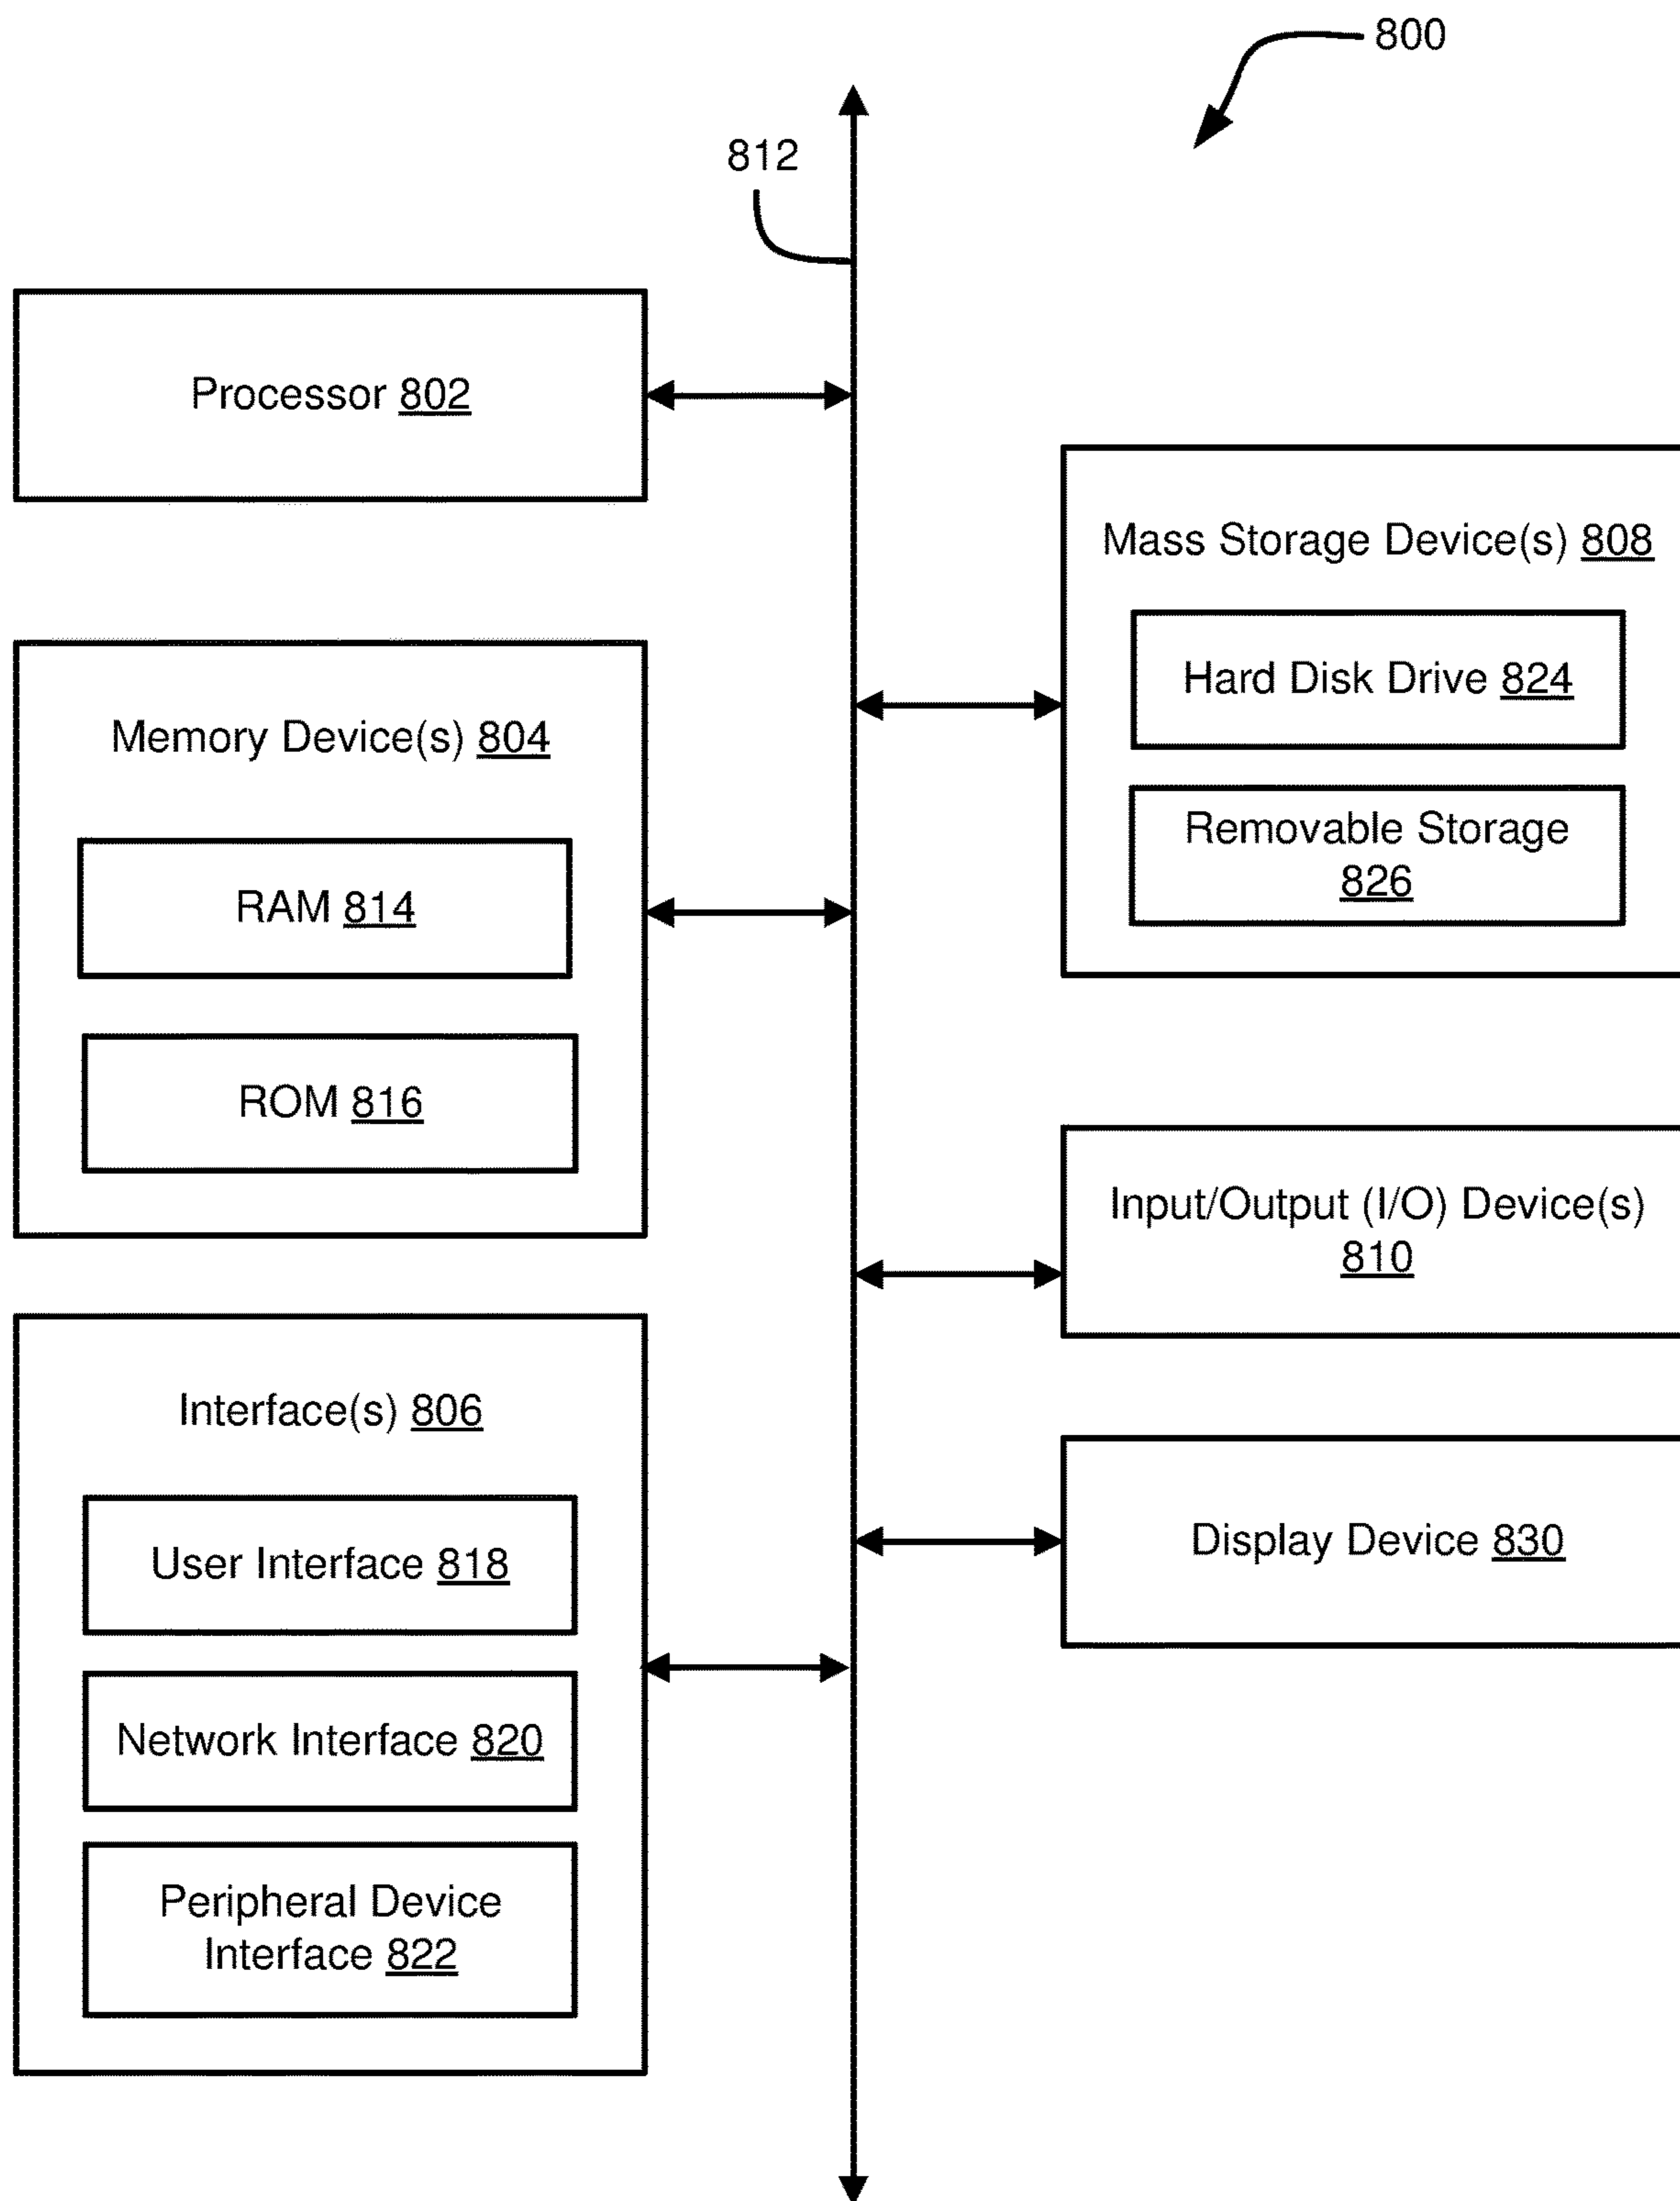 800
812
Processor 802
Memory Device(s) 804
RAM 814
ROM 816
Interface(s) 806
User Interface 818
Network Interface 820
Peripheral Device
Interface 822
Mass Storage Device(s) 808
Hard Disk Drive 824
Removable Storage
826
Input/Output (I/O) Device(s)
810
Display Device 830